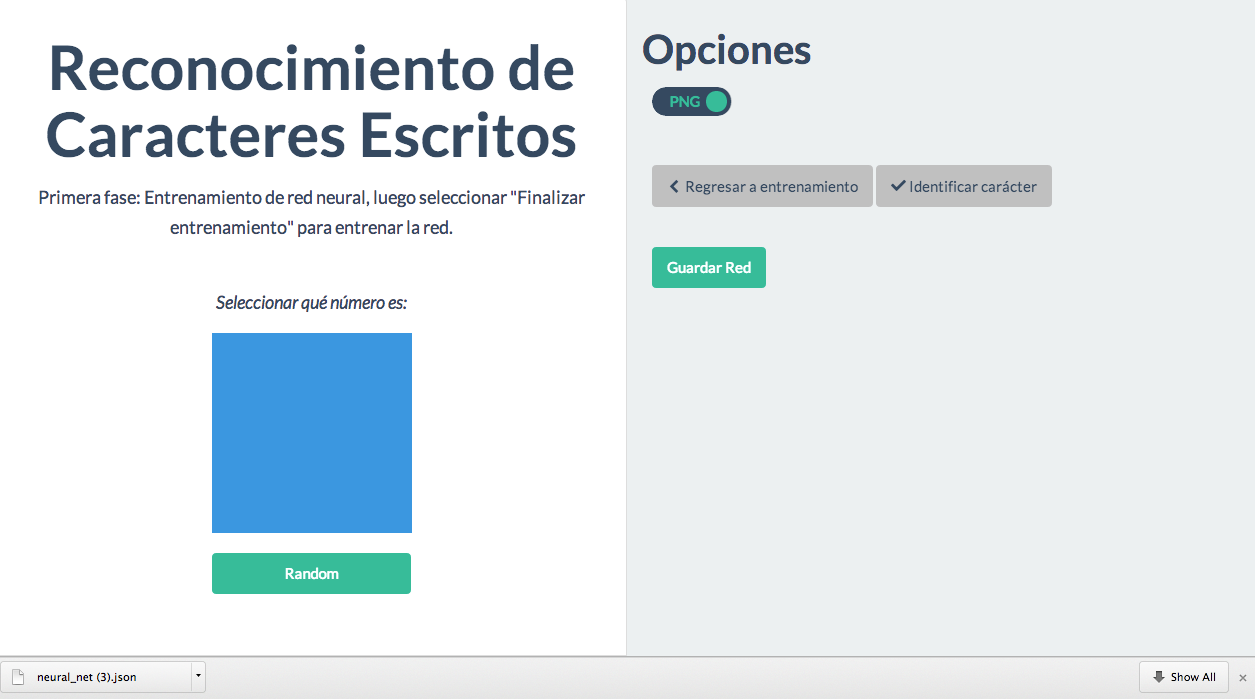 Reconocimiento de
Caracteres Escritos
Primera fase: Entrenamiento de red neural, luego seleccionar "Finalizar
entrenamiento" para entrenar la red.
Seleccionar qué número es:
Random
Opciones
PNG
Regresar a entrenamiento
Identificar carácter
Guardar Red
neural_net (3).json
Show All